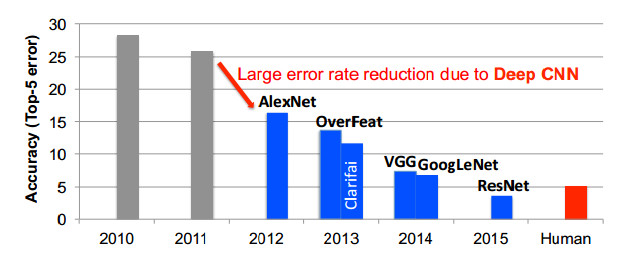 Accuracy (Top-5 error)
30
25
20
15
10
5
0
Large error rate reduction due to Deep CNN
AlexNet
OverFeat
Clarifai
VGG
GoogLeNet
ResNet
2010 2011 2012 2013 2014 2015 Human